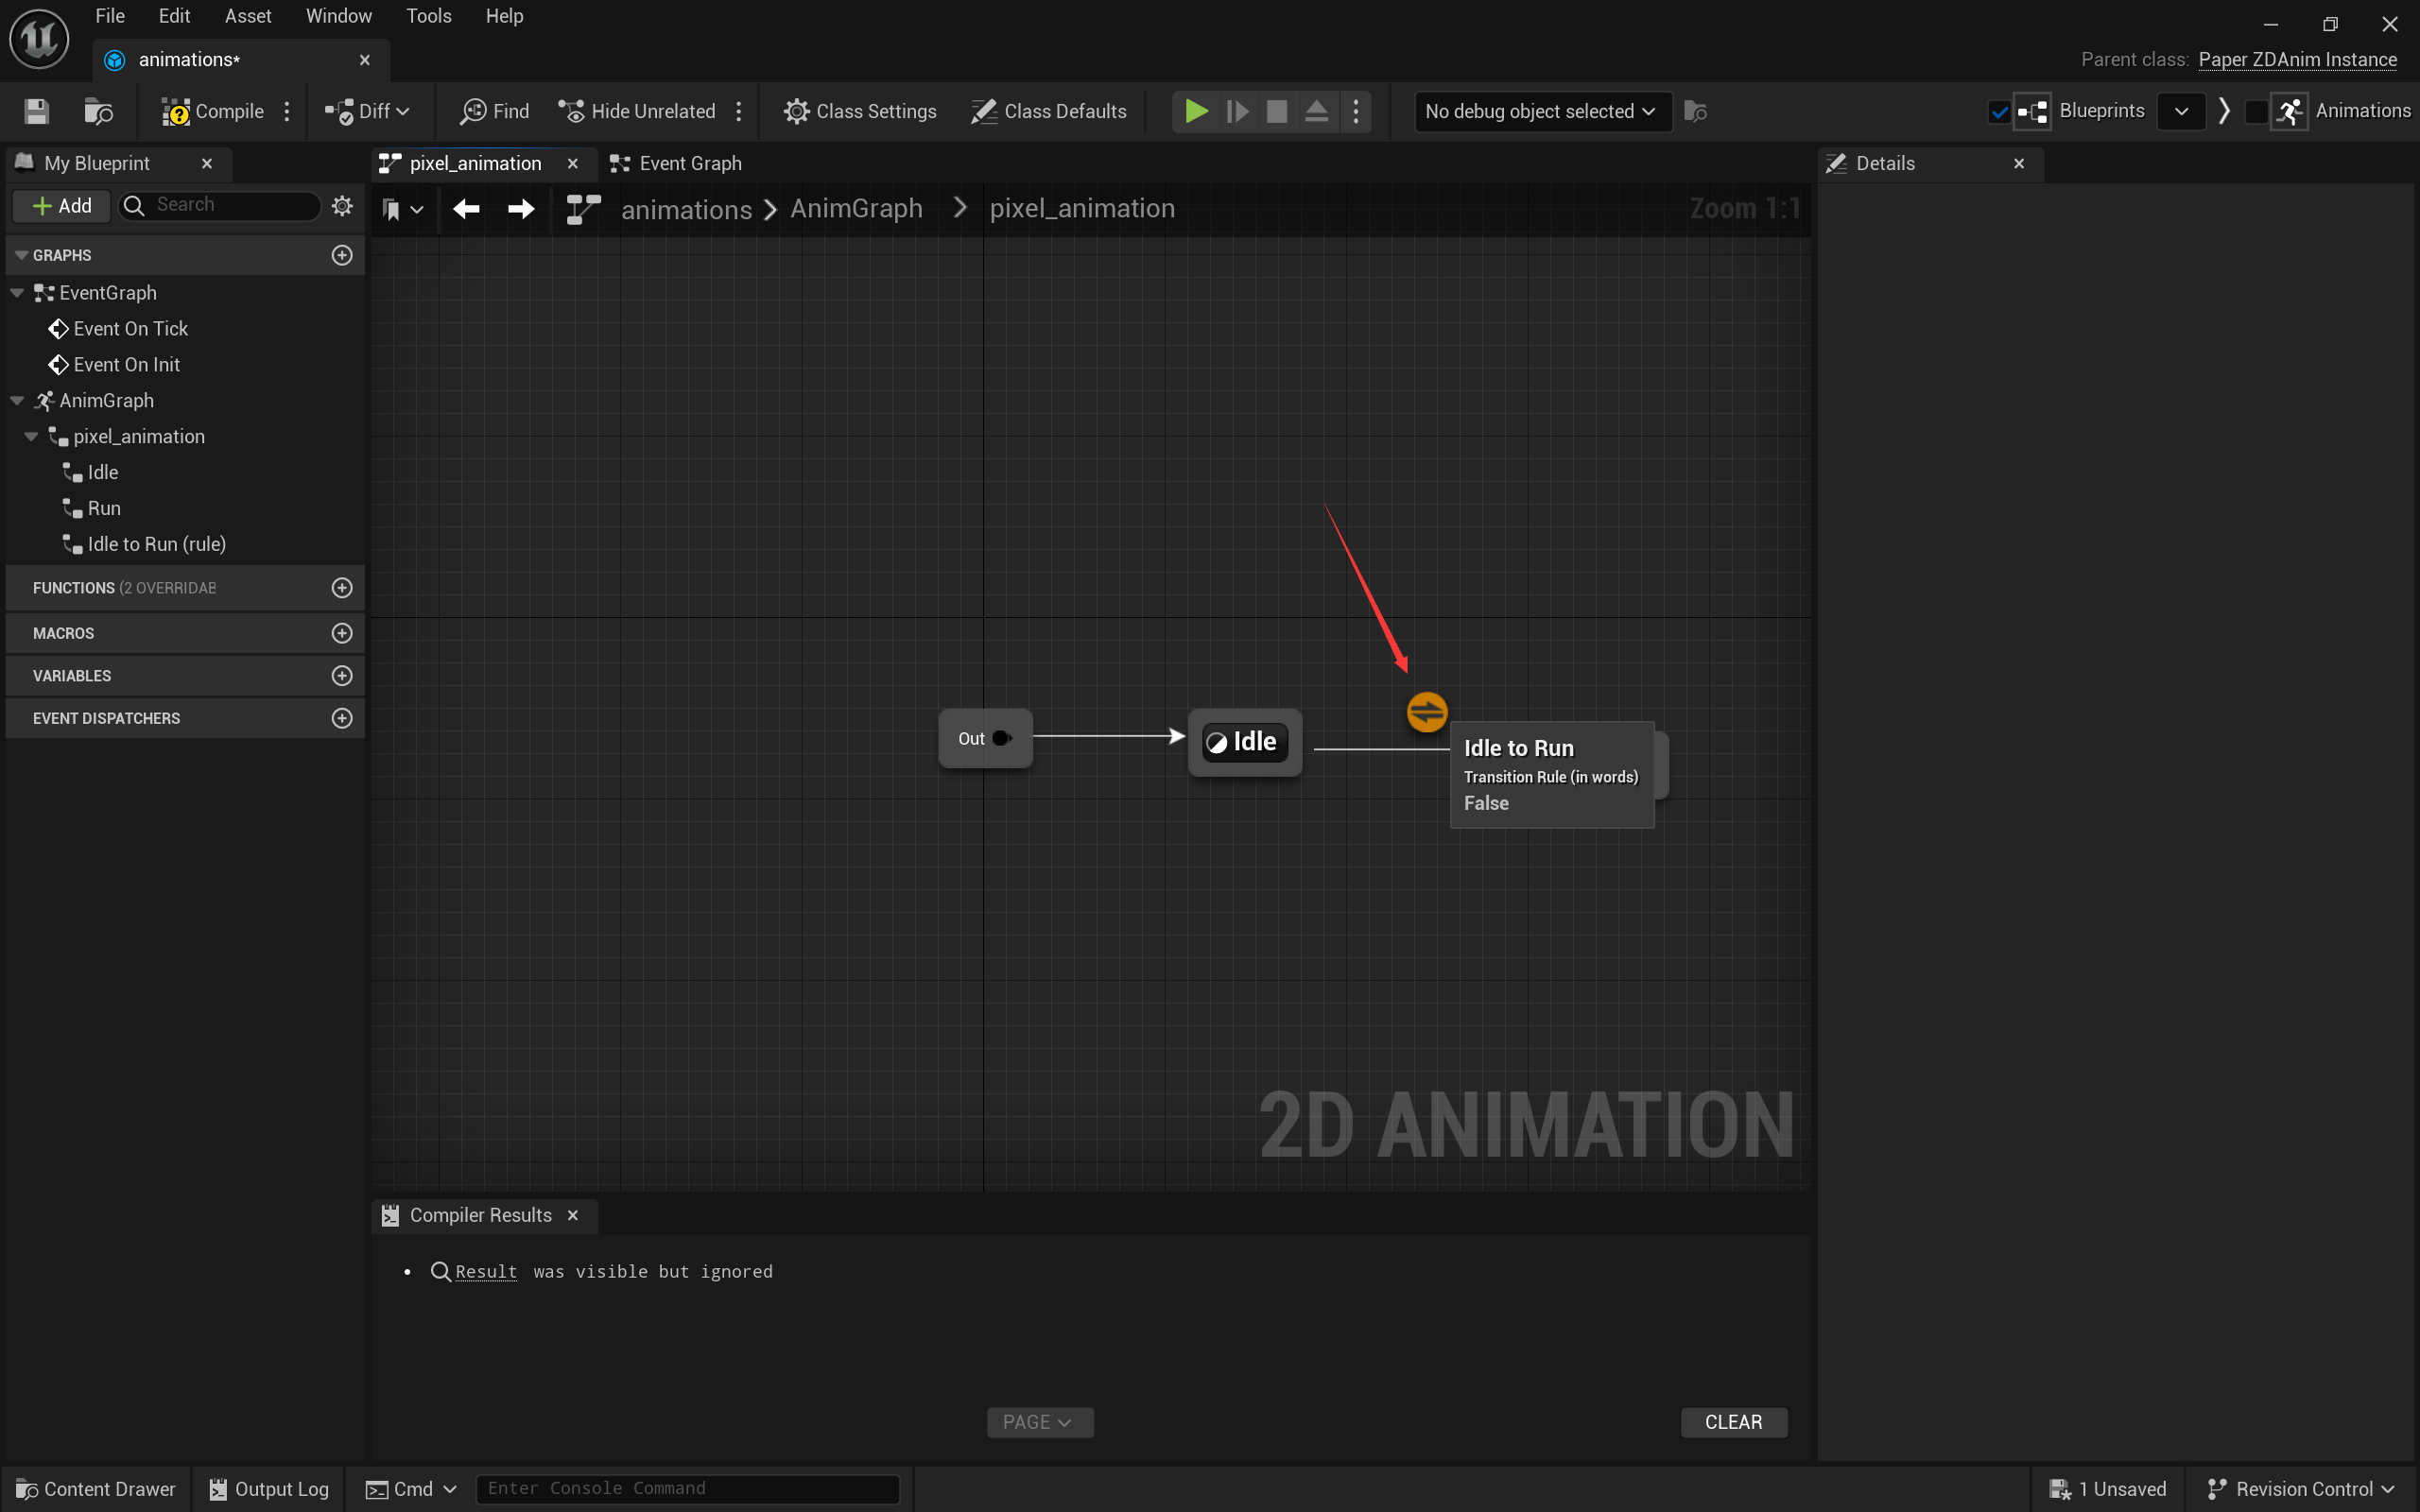 File Edit Asset Window Tools Help
animations*
Parent class: Paper ZDAnim Instance
Compile Diff Find Hide Unrelated Class Settings Class Defaults No debug object selected Blueprints Animations
My Blueprint
pixel_animation Event Graph
Details
Add Search
animations AnimGraph pixel_animation Zoom 1:1
GRAPHS
EventGraph
Event On Tick
Event On Init
AnimGraph
pixel_animation
Idle
Run
Idle to Run (rule)
FUNCTIONS (2 OVERRIDAB
MACROS
VARIABLES
EVENT DISPATCHERS
Out
Idle
Idle to Run
Transition Rule (in words)
False
2D ANIMATION
Compiler Results
• Result was visible but ignored
PAGE
CLEAR
Content Drawer Output Log Cmd Enter Console Command 1 Unsaved Revision Control